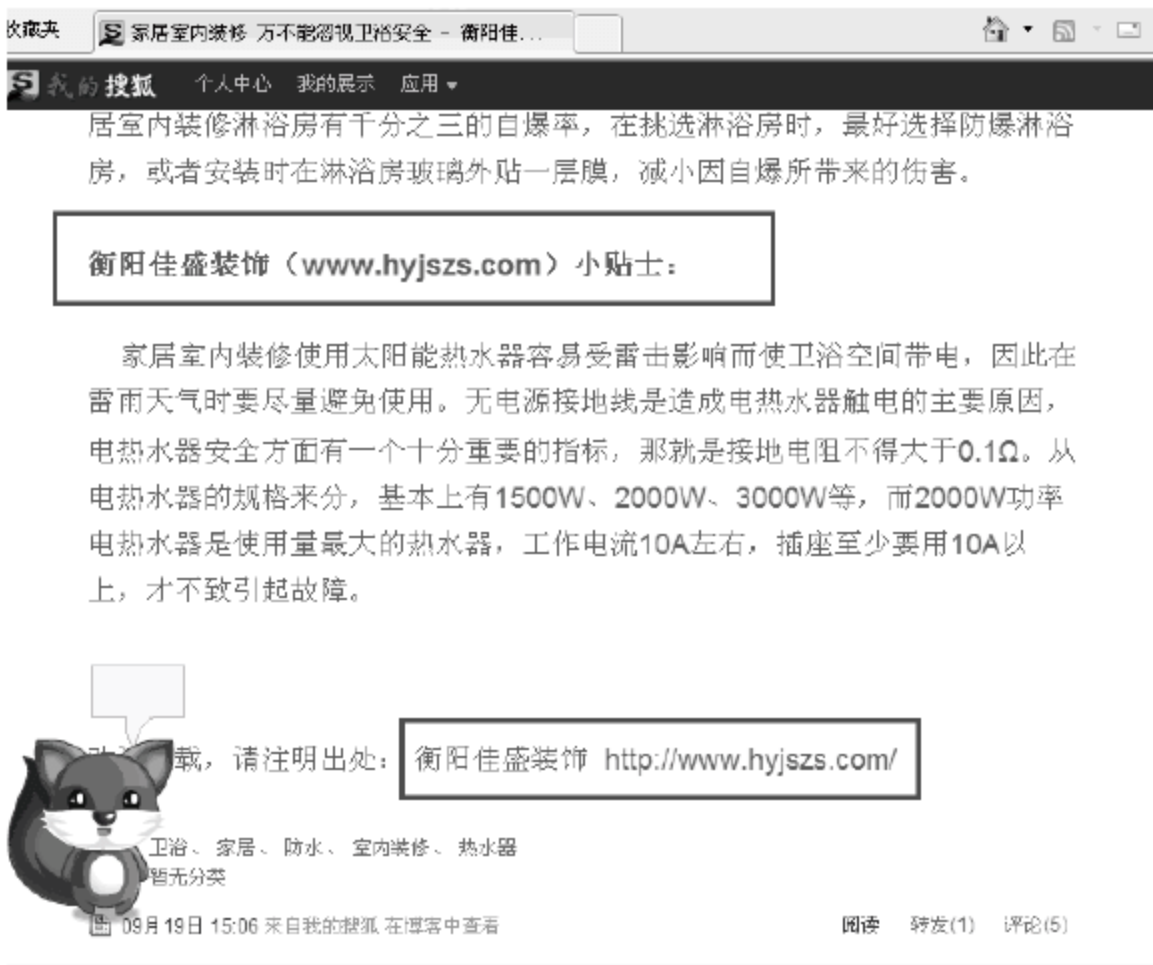 收藏夹
家居室内装修 万不能忽视卫浴安全 - 衡阳佳...
我的搜狐 个人中心 我的展示 应用
居室内装修淋浴房有千分之三的自爆率，在挑选淋浴房时，最好选择防爆淋浴
房，或者安装时在淋浴房玻璃外贴一层膜，减小因自爆所带来的伤害。
衡阳佳盛装饰（www.hyjszs.com）小贴士：
家居室内装修使用太阳能热水器容易受雷击影响而使卫浴空间带电，因此在
雷雨天气时要尽量避免使用。无电源接地线是造成电热水器触电的主要原因，
电热水器安全方面有一个十分重要的指标，那就是接地电阻不得大于0.1Ω。从
电热水器的规格来分，基本上有1500W、2000W、3000W等，而2000W功率
电热水器是使用量最大的热水器，工作电流10A左右，插座至少要用10A以
上，才不致引起故障。
载，请注明出处：衡阳佳盛装饰 http://www.hyjszs.com/
卫浴、 家居、 防水、 室内装修、 热水器
暂无分类
09月19日 15:06 来自我的搜狐 在博客中查看 阅读 转发(1) 评论(5)